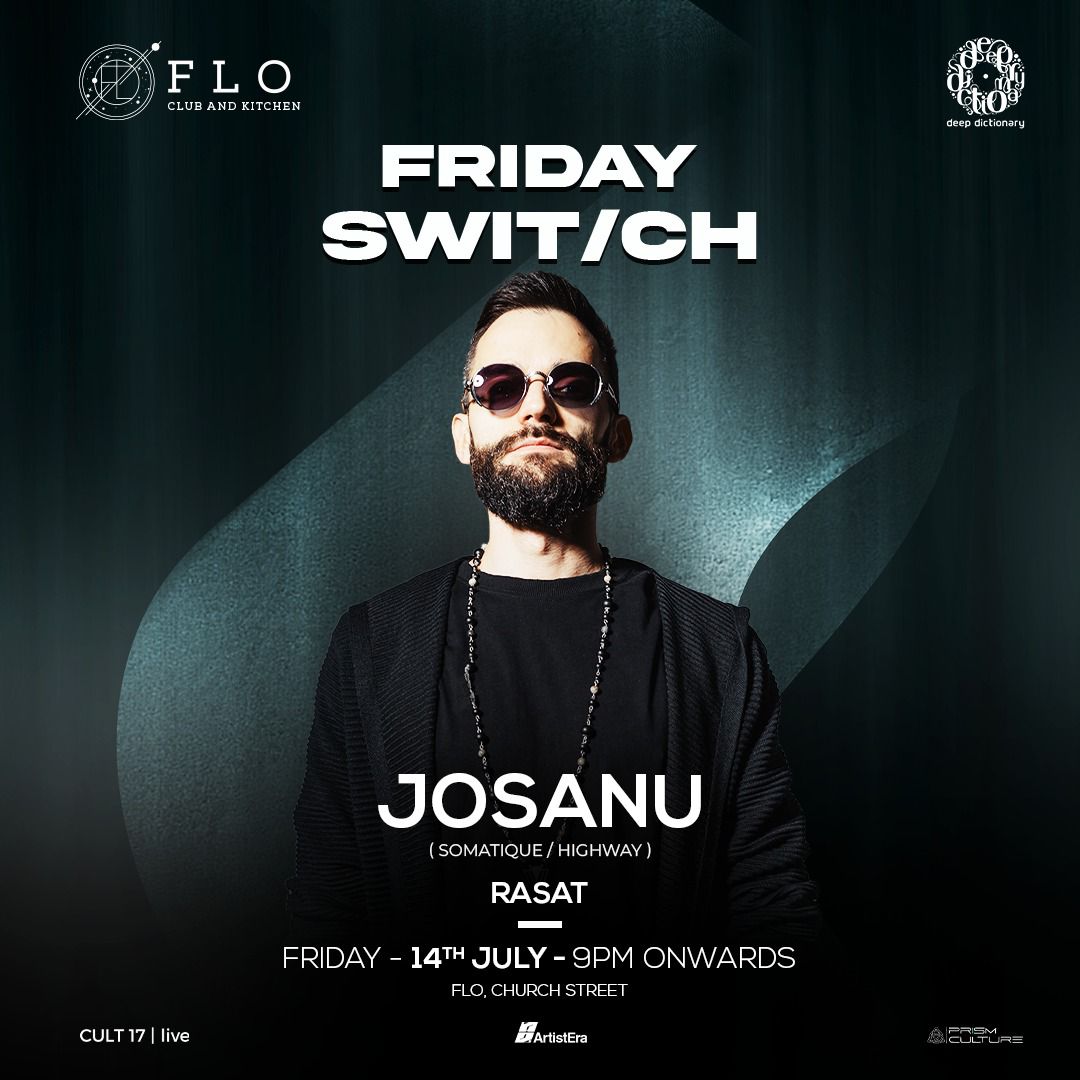 FLO
CLUB AND KITCHEN
deep dictionary
FRIDAY
SWIT/CH
JOSANU
( SOMATIQUE / HIGHWAY )
RASAT
FRIDAY - 14TH JULY - 9PM ONWARDS
FLO, CHURCH STREET
CULT 17 | live
ArtistEra
PRISM
CULTURE